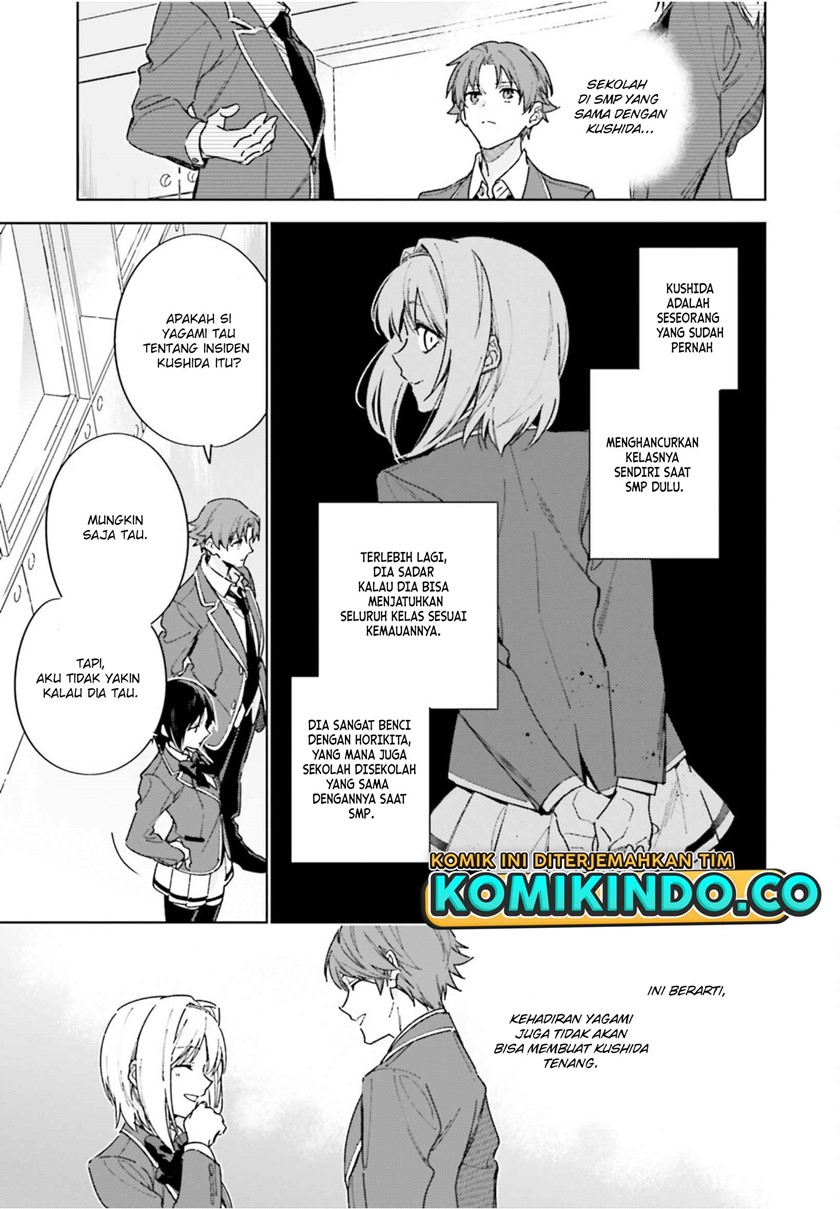 SEKOLAH
DI SMP YANG
SAMA DENGAN
KUSHIDA...
KUSHIDA
ADALAH
SESEORANG
YANG SUDAH
PERNAH
MENGHANCURKAN
KELASNYA
SENDIRI SAAT
SMP DULU.
TERLEBIH LAGI,
DIA SADAR
KALAU DIA BISA
MENJATUHKAN
SELURUH KELAS SESUAI
KEMAUANNYA.
DIA SANGAT BENCI
DENGAN HORIKITA,
YANG MANA JUGA
SEKOLAH DISEKOLAH
YANG SAMA
DENGANNYA SAAT
SMP.
APAKAH SI
YAGAMI TAU
TENTANG INSIDEN
KUSHIDA ITU?
MUNGKIN
SAJA TAU.
TAPI,
AKU TIDAK YAKIN
KALAU DIA TAU.
KOMIK INI DITERJEMAHKAN TIM
KOMIKINDO.CO
INI BERARTI,
KEHADIRAN YAGAMI
JUGA TIDAK AKAN
BISA MEMBUAT KUSHIDA
TENANG.